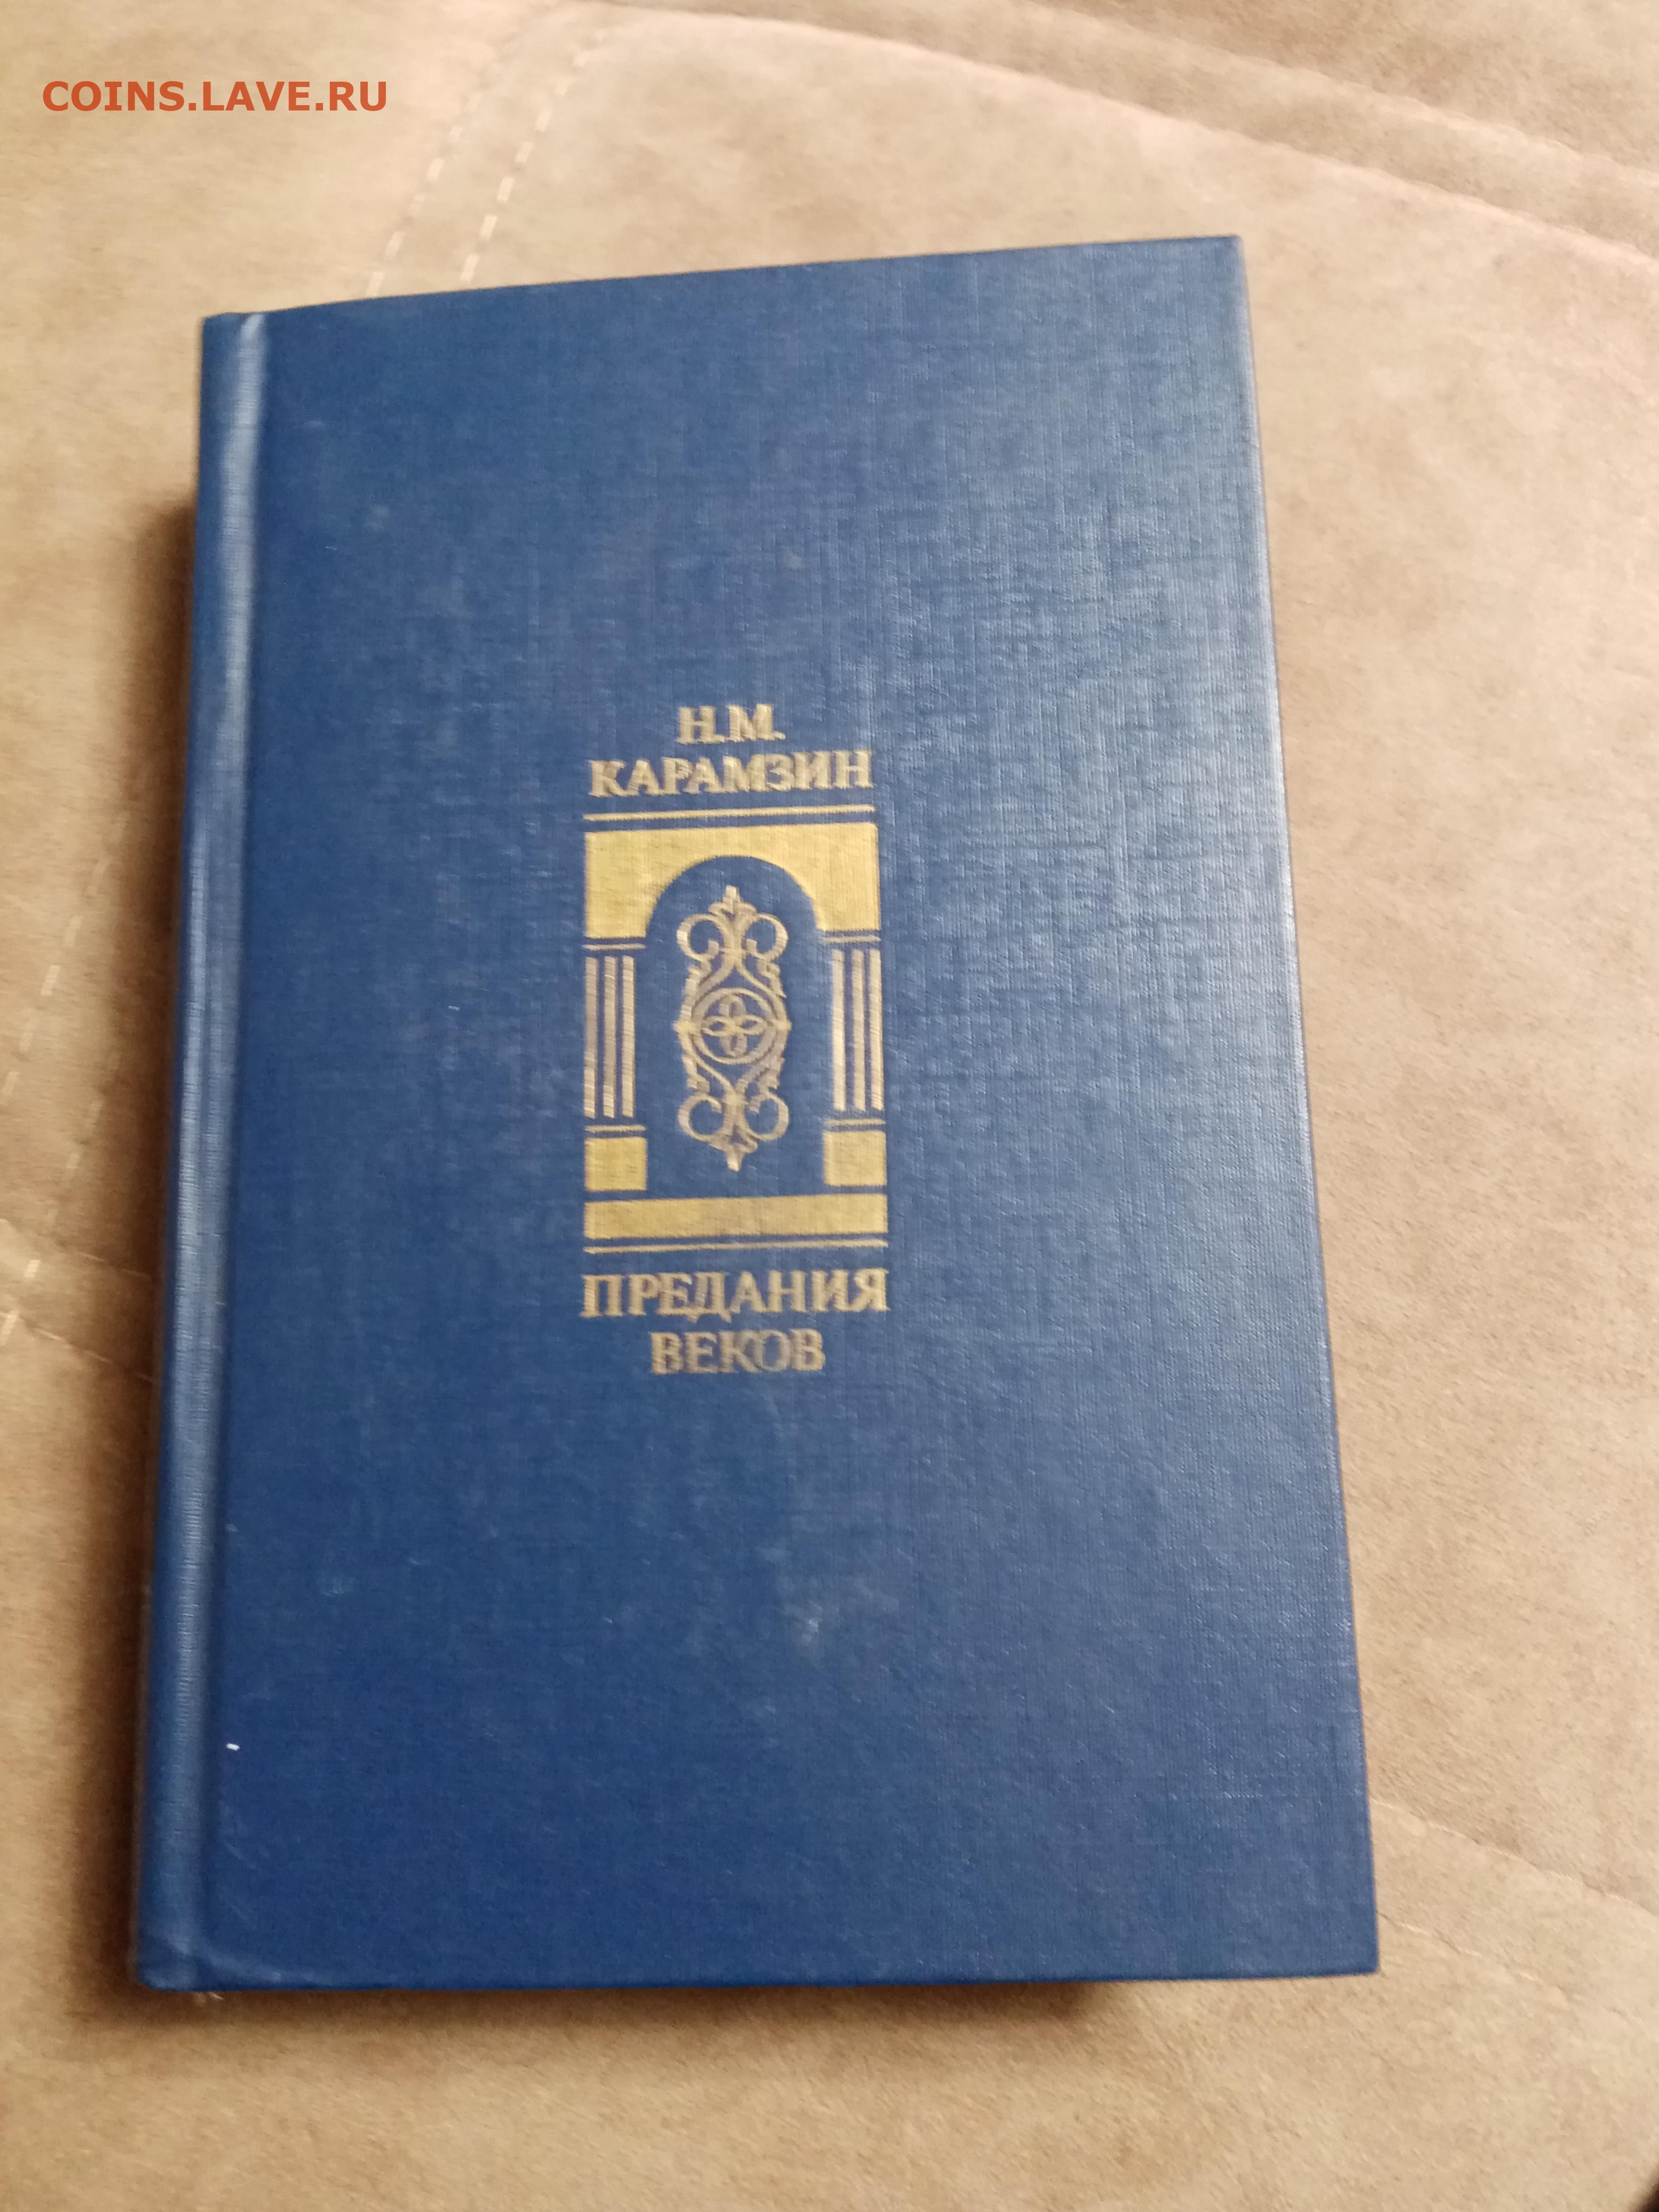 COINS.LAVE.RU
Н.М.
КАРАМЗИН
ПРЕДАНИЯ
ВЕКОВ